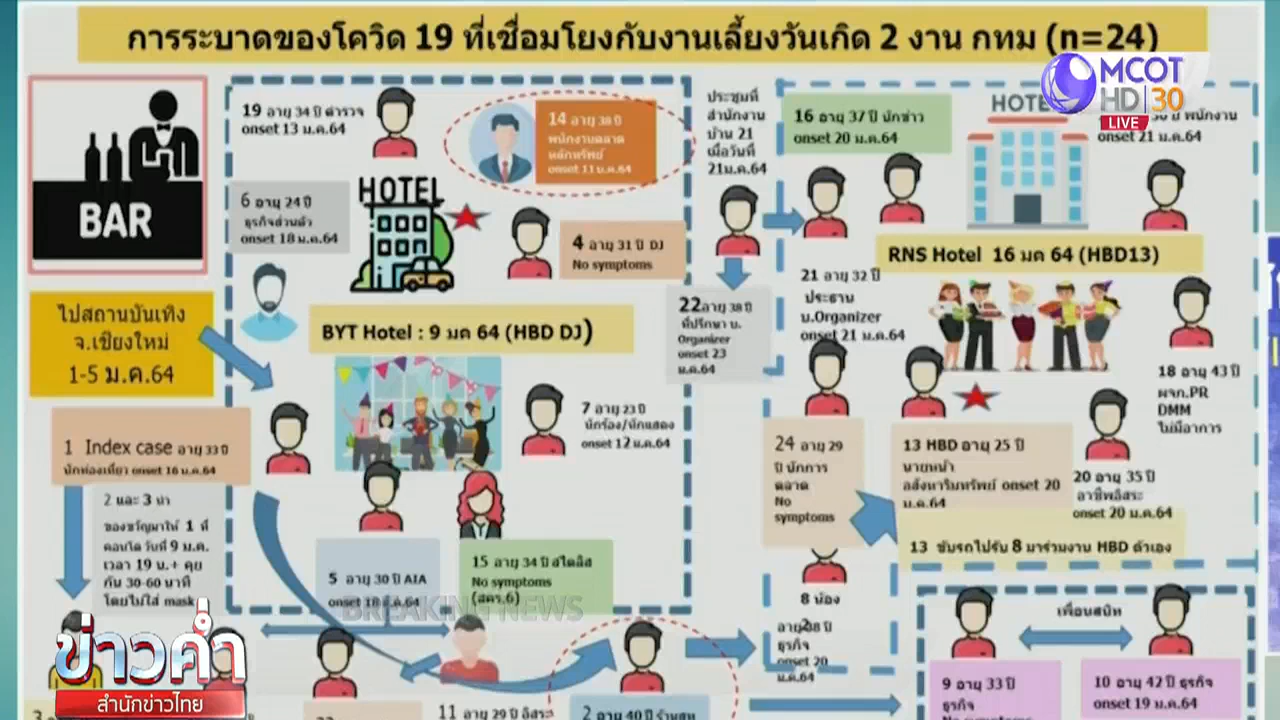 การระบาดของโควิด 19 ที่เชื่อมโยงกับงานเลี้ยงวันเกิด 2 งาน กทม (n=24)
MCOT
HD 30
LIVE
BAR
ไปสถานบันเทิง
จ.เชียงใหม่
1-5 ม.ค.64
1 Index case อายุ 33 ปี
นักท่องเที่ยว onset 16 ม.ค.64
2 และ 3 นำ
ของขวัญมาให้ 1 ที่
คอนโด วันที่ 9 ม.ค.
เวลา 19 น.+ คุย
กัน 30-60 นาที
โดยไม่ใส่ mask
19 อายุ 34 ปี ตำรวจ
onset 13 ม.ค.64
14 อายุ 38 ปี
พนักงานตลาด
หลักทรัพย์
onset 11 ม.ค.64
6 อายุ 24 ปี
ธุรกิจส่วนตัว
onset 18 ม.ค.64
HOTEL
4 อายุ 31 ปี DJ
No symptoms
BYT Hotel : 9 มค 64 (HBD DJ)
7 อายุ 23 ปี
นักร้อง/นักแสดง
onset 12 ม.ค.64
5 อายุ 30 ปี AIA
onset 18 ม.ค.64
15 อายุ 34 ปี สไตลิส
No symptoms
(สคร.6)
BREAKING NEWS
ประชุมที่
สำนักงาน
บ้าน 21
เมื่อวันที่
21ม.ค.64
22อายุ 38 ปี
ที่ปรึกษา บ.
Organizer
onset 23
ม.ค.64
16 อายุ 37 ปี นักข่าว
onset 20 ม.ค.64
HOTE
ปี พนักงาน
onset 21 ม.ค.64
RNS Hotel 16 มค 64 (HBD13)
21 อายุ 32 ปี
ประธาน
บ.Organizer
onset 21 ม.ค.64
18 อายุ 43 ปี
ผจก.PR
DMM
ไม่มีอาการ
24 อายุ 29
ปี นักการ
ตลาด
No
symptoms
13 HBD อายุ 25 ปี
นายหน้า
อสังหาริมทรัพย์ onset 20
ม.ค.64
20 อายุ 35 ปี
อาชีพอิสระ
onset 20 ม.ค.64
13 ขับรถไปรับ 8 มาร่วมงาน HBD ตัวเอง
8 น้อง
2
ธุรกิจ
onset 20
ม.ค.64
เพื่อนสนิท
9 อายุ 33 ปี
10 อายุ 42 ปี ธุรกิจ
onset 19 ม.ค.64
11 อายุ 29 ปี อิสระ
2 อายุ 40 ปี
ข่าวค่ำ
สำนักข่าวไทย